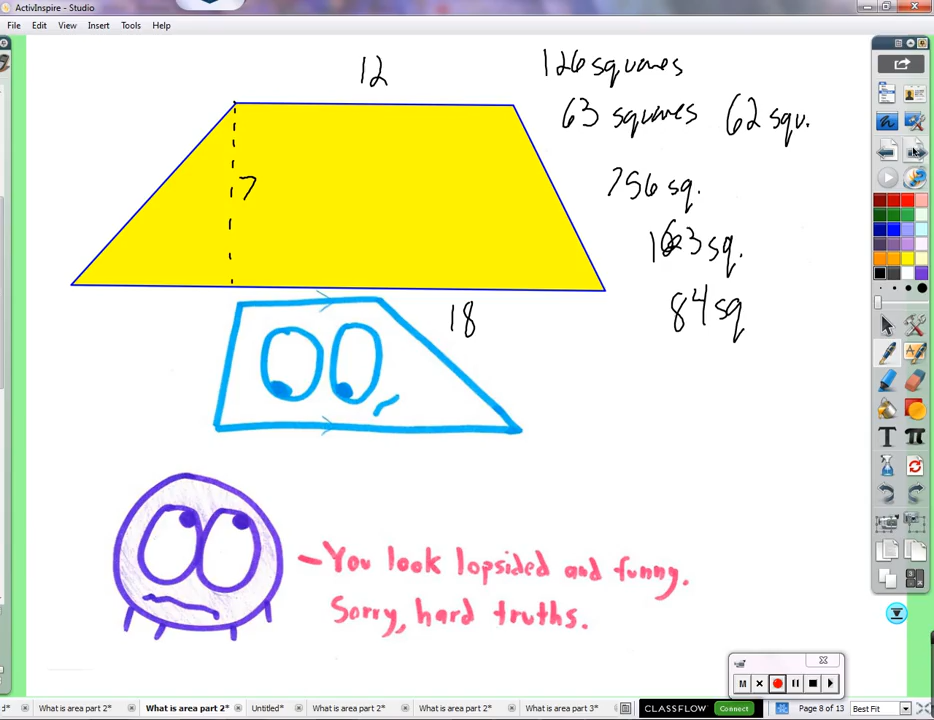 ActivInspire - Studio
File Edit View Insert Tools Help
12
126 squares
63 squares 62 squ.
7
756 sq.
163 sq.
18
84 sq
- You look lopsided and funny.
Sorry, hard truths.
M
d* What is area part 2* What is area part 2* Untitled* What is area part 2* What is area part 2* What is area part 3* CLASSFLOW Connect Page 8 of 13 Best Fit